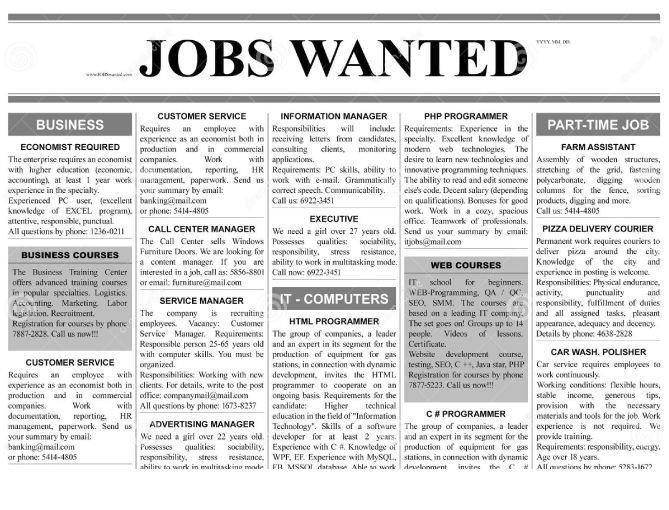 www.JOBSwanted.com
JOBS WANTED
YYYY, MM, DD.
BUSINESS
ECONOMIST REQUIRED
The enterprise requires an economist
with higher education (economic,
accounting), at least 1 year work
experience in the specialty.
Experienced PC user, (excellent
knowledge of EXCEL program),
attentive, responsible, punctual.
All questions by phone: 1236-0211
BUSINESS COURSES
The Business Training Center
offers advanced training courses
in popular specialties. Logistics.
Accounting. Marketing. Labor
legislation. Recruitment.
Registration for courses by phone
7887-2828. Call us now!!!
CUSTOMER SERVICE
Requires an employee with
experience as an economist both in
production and in commercial
companies. Work with
documentation, reporting, HR
management, paperwork. Send us
your summary by email:
banking@mail.com
or phone: 5414-4805
CUSTOMER SERVICE
Requires an employee with
experience as an economist both in
production and in commercial
companies. Work with
documentation, reporting, HR
management, paperwork. Send us
your summary by email:
banking@mail.com
or phone: 5414-4805
CALL CENTER MANAGER
The Call Center sells Windows
Furniture Doors. We are looking for
a content manager. If you are
interested in a job, call as: 5856-8801
or email: furniture@mail.com
SERVICE MANAGER
The company is recruiting
employees. Vacancy: Customer
Service Manager. Requirements:
Responsible person 25-65 years old
with computer skills. You must be
organized.
Responsibilities: Working with new
clients. For details, write to the post
office: companymail@mail.com
All questions by phone: 1673-8237
ADVERTISING MANAGER
We need a girl over 22 years old.
Possesses qualities: sociability,
responsibility, stress resistance,
ability to work in multitasking mode
INFORMATION MANAGER
Responsibilities will include:
receiving letters from candidates,
consulting clients, monitoring
applications.
Requirements: PC skills, ability to
work with e-mail. Grammatically
correct speech. Communicability.
Call us: 6922-3451
EXECUTIVE
We need a girl over 27 years old.
Possesses qualities: sociability,
responsibility, stress resistance,
ability to work in multitasking mode.
Call now: 6922-3451
IT - COMPUTERS
HTML PROGRAMMER
The group of companies, a leader
and an expert in its segment for the
production of equipment for gas
stations, in connection with dynamic
development, invites the HTML
programmer to cooperate on an
ongoing basis. Requirements for the
candidate: Higher technical
education in the field of "Information
Technology". Skills of a software
developer for at least 2 years.
Experience with C #. Knowledge of
WPF, EF. Experience with MySQL,
FB, MSSQL database. Able to work
PHP PROGRAMMER
Requirements: Experience in the
specialty. Excellent knowledge of
modern web technologies. The
desire to learn new technologies and
innovative programming techniques.
The ability to read and edit someone
else's code. Decent salary (depending
on qualifications). Bonuses for good
work. Work in a cozy, spacious
office. Teamwork of professionals.
Send us your summary by email:
itjobs@mail.com
WEB COURSES
IT school for beginners.
WEB-Programming, QA / QC,
SEO, SMM. The courses are
based on a leading IT company.
The set goes on! Groups up to 14
people. Videos of lessons.
Certificate.
Website development course,
testing, SEO, C ++, Java star, PHP
Registration for courses by phone
7877-5223. Call us now!!!
C # PROGRAMMER
The group of companies, a leader
and an expert in its segment for the
production of equipment for gas
stations, in connection with dynamic
development, invites the C #
PART-TIME JOB
FARM ASSISTANT
Assembly of wooden structures,
stretching of the grid, fastening
polycarbonate, digging wooden
columns for the fence, sorting
products, digging and more.
Call us: 5414-4805
PIZZA DELIVERY COURIER
Permanent work requires couriers to
deliver pizza around the city.
Knowledge of the city and
experience in posting is welcome.
Responsibilities: Physical endurance,
activity, punctuality and
responsibility, fulfillment of duties
and all assigned tasks, pleasant
appearance, adequacy and decency.
Details by phone: 4638-2828
CAR WASH. POLISHER
Car service requires employees to
work continuously.
Working conditions: flexible hours,
stable income, generous tips,
provision with the necessary
materials and tools for the job. Work
experience is not required. We
provide training.
Requirements: responsibility, energy.
Age over 18 years.
All questions by phone: 5283-1672